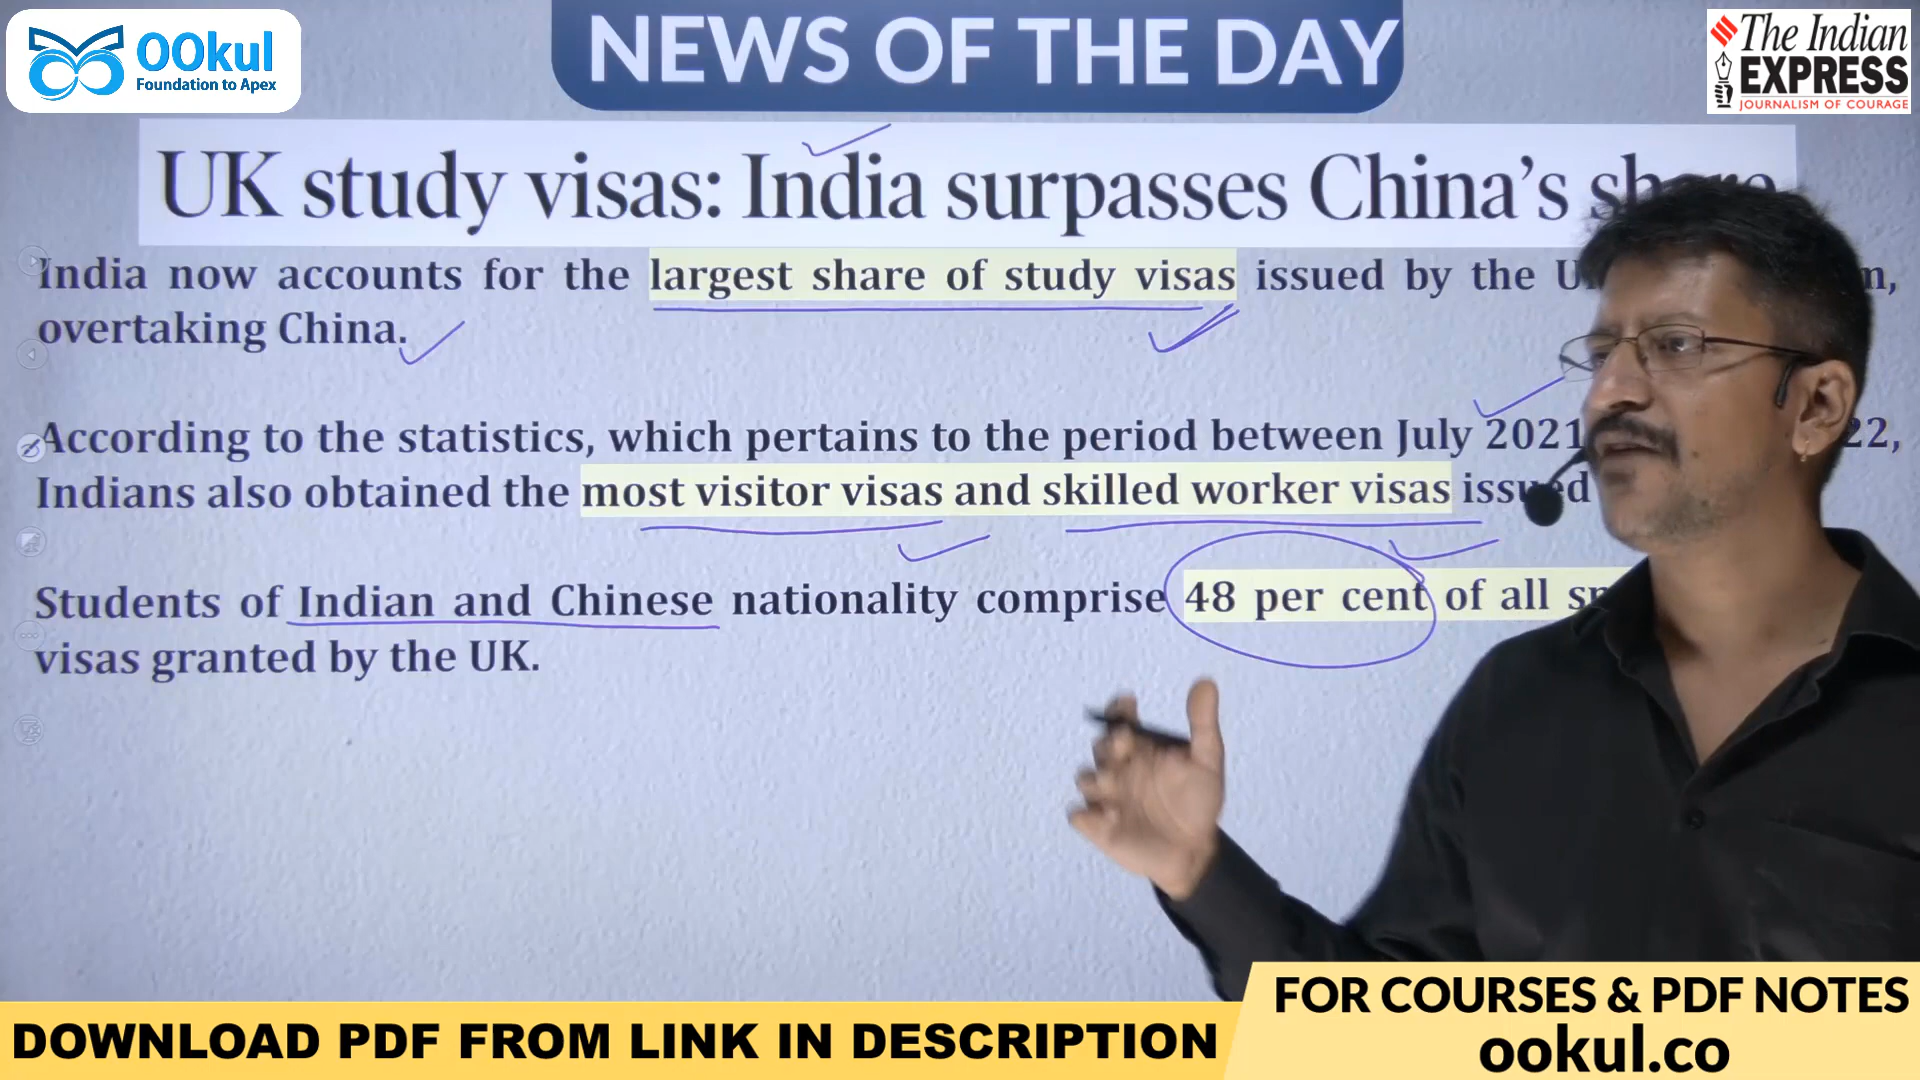 OOkul
Foundation to Apex
NEWS OF THE DAY
The Indian
EXPRESS
JOURNALISM OF COURAGE
UK study visas: India surpasses China's share
India now accounts for the largest share of study visas issued by the
overtaking China.
According to the statistics, which pertains to the period between July 2021
Indians also obtained the most visitor visas and skilled worker visas issued
Students of Indian and Chinese nationality comprise 48 per cent of all
visas granted by the UK.
DOWNLOAD PDF FROM LINK IN DESCRIPTION
FOR COURSES & PDF NOTES
ookul.co